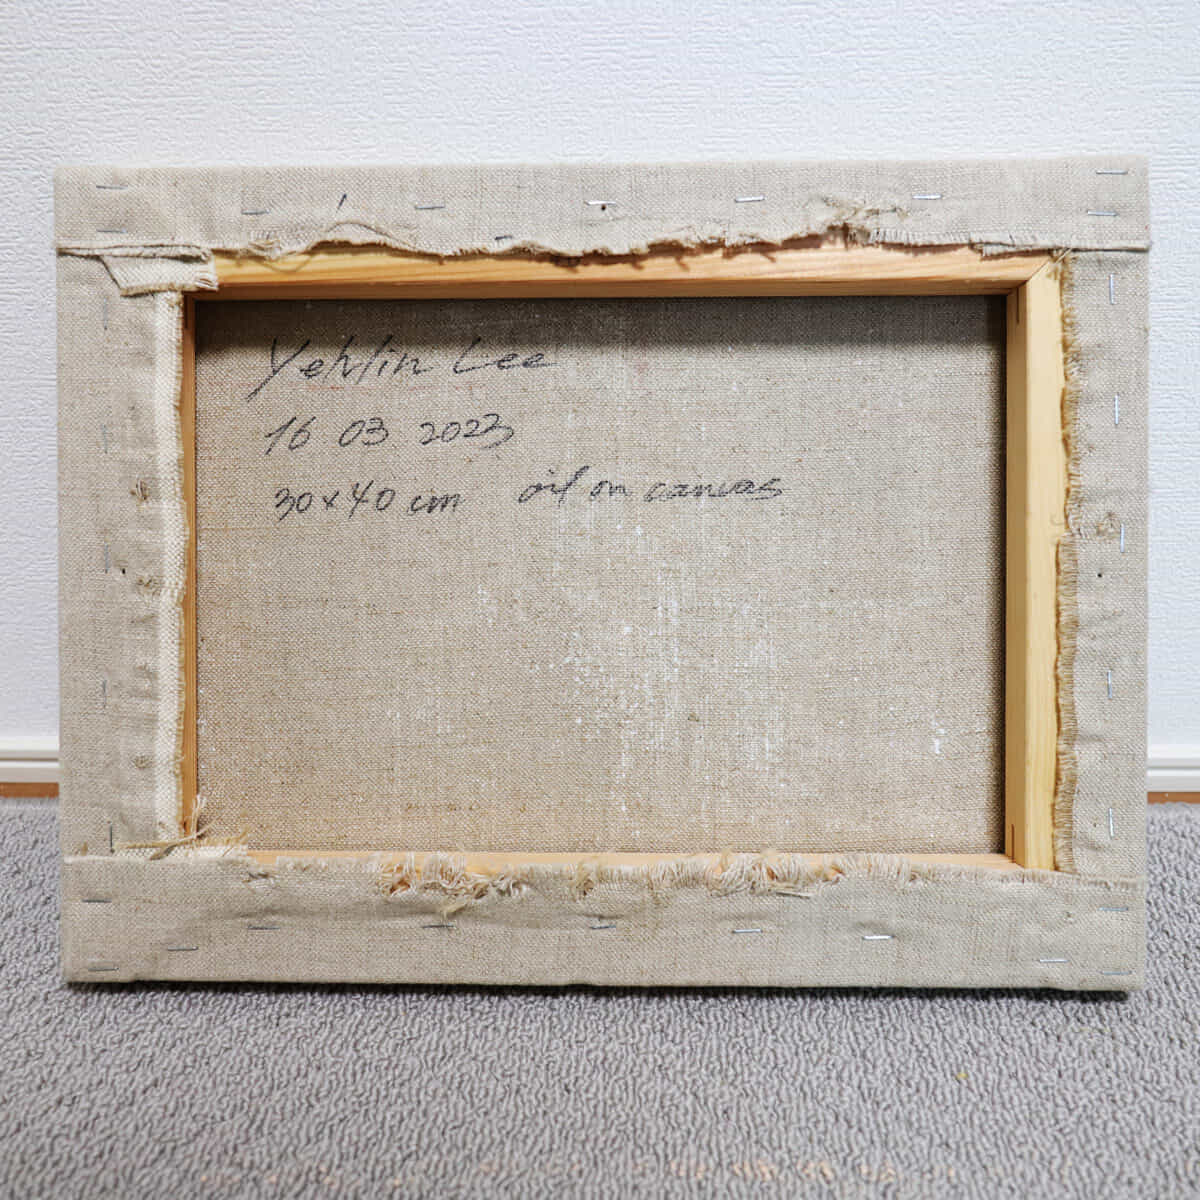 Yehlin Lee
16 03 2023
30x40 cm oil on canvas